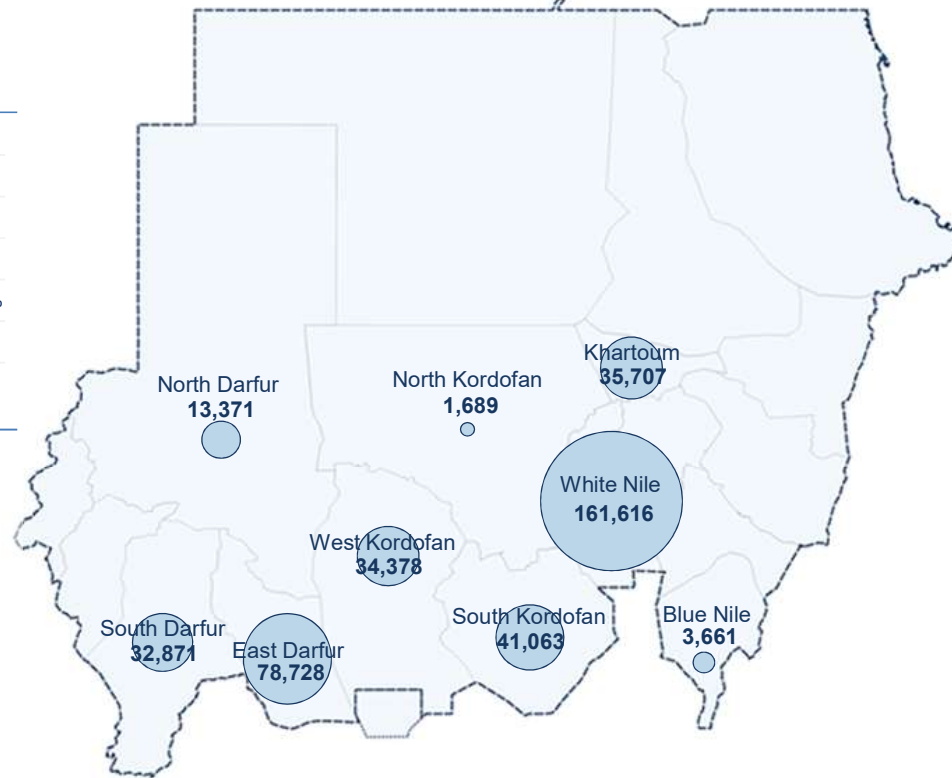 Khartoum
35,707
North Darfur
13,371
North Kordofan
1,689
White Nile
161,616
West Kordofan
34,378
South Darfur
32,871
East Darfur
78,728
South Kordofan
41,063
Blue Nile
3,661